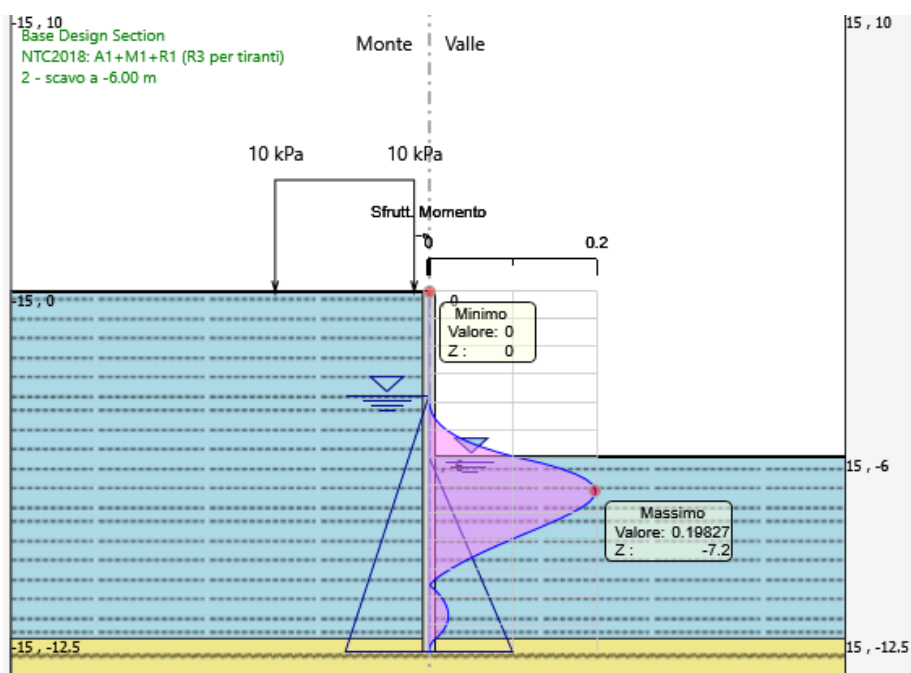 -15 , 10
15 , 10
Base Design Section
NTC2018: A1+M1+R1 (R3 per tiranti)
2 - scavo a -6.00 m
Monte
Valle
10 kPa
10 kPa
Sfrutt. Momento
0
0.2
-15 , 0
0
Minimo
Valore: 0
Z : 0
15 , -6
Massimo
Valore: 0.19827
Z : -7.2
-15 , -12.5
15 , -12.5